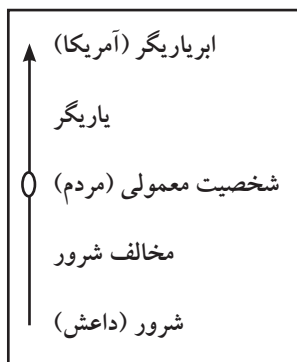 ابریاریگر (آمریکا)
یاریگر
شخصیت معمولی (مردم)
مخالف شرور
شرور (داعش)